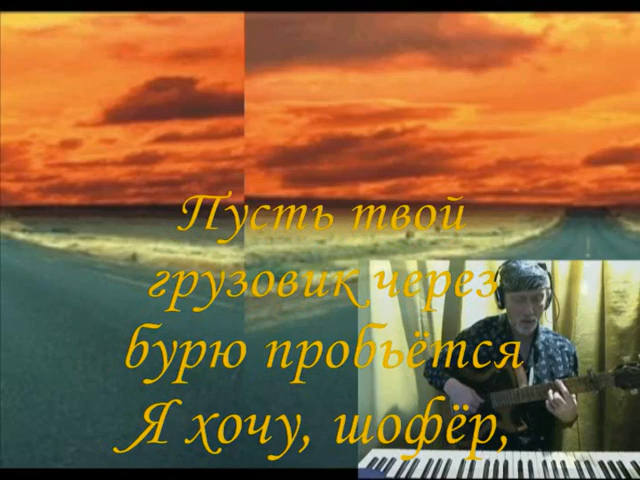 Пусть твой
грузовик через
бурю пробьётся
Я хочу, шофёр,